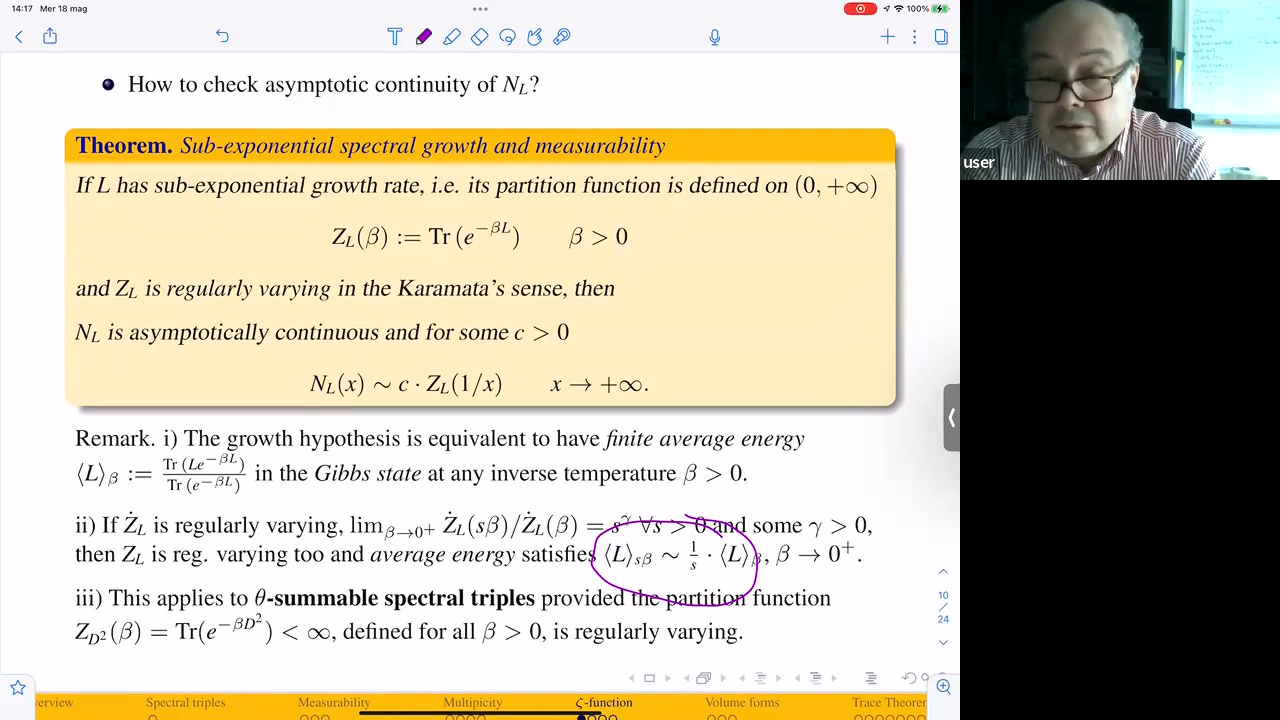 14:17 Mer 18 mag
100%
• How to check asymptotic continuity of N_L?
Theorem. Sub-exponential spectral growth and measurability
If L has sub-exponential growth rate, i.e. its partition function is defined on (0, +∞)
Z_L(β) := Tr (e^{−βL}) β > 0
and Z_L is regularly varying in the Karamata's sense, then
N_L is asymptotically continuous and for some c > 0
N_L(x) ∼ c · Z_L(1/x) x → +∞.
Remark. i) The growth hypothesis is equivalent to have finite average energy
⟨L⟩_β := Tr (Le^{−βL}) / Tr (e^{−βL}) in the Gibbs state at any inverse temperature β > 0.
ii) If Ż_L is regularly varying, lim_{β→0⁺} Ż_L(sβ)/Ż_L(β) = s^γ ∀s > 0 and some γ > 0,
then Z_L is reg. varying too and average energy satisfies ⟨L⟩_{sβ} ∼ 1/s · ⟨L⟩_β, β → 0⁺.
iii) This applies to θ-summable spectral triples provided the partition function
Z_{D²}(β) = Tr(e^{−βD²}) < ∞, defined for all β > 0, is regularly varying.
10
24
verview Spectral triples Measurability Multipicity ζ-function Volume forms Trace Theorer
user